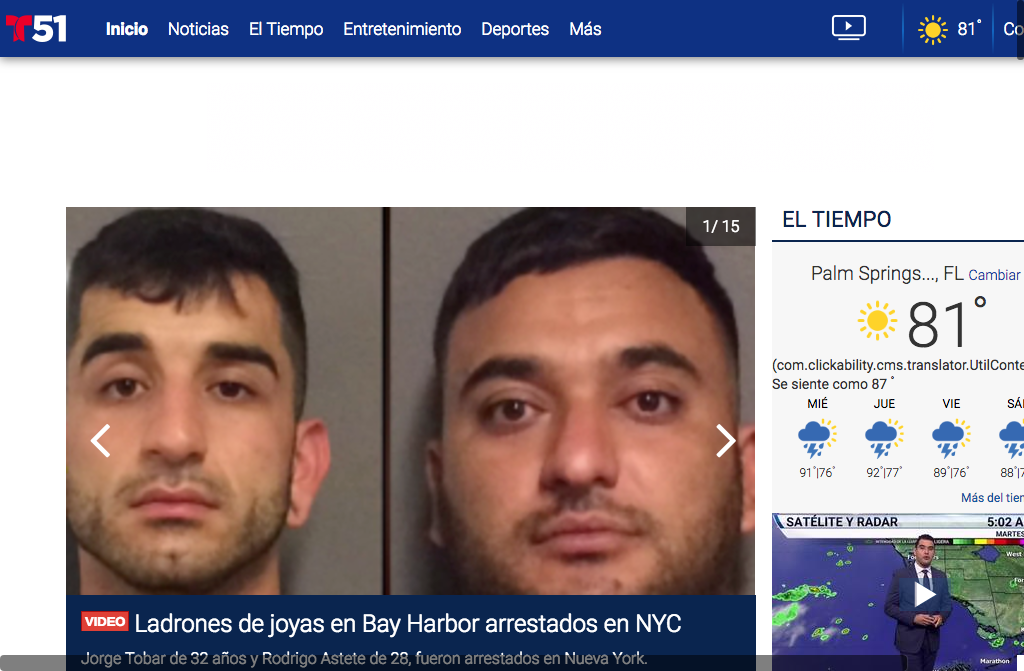 T51 Inicio Noticias El Tiempo Entretenimiento Deportes Más 81° Co
1/ 15
EL TIEMPO
Palm Springs..., FL Cambiar
81°
(com.clickability.cms.translator.UtilConte
Se siente como 87 °
MIÉ JUE VIE SÁ
91°|76° 92°|77° 89°|76° 88°|7
Más del tien
SATÉLITE Y RADAR 5:02 A
MARTES
West
For
Marathon
VIDEO Ladrones de joyas en Bay Harbor arrestados en NYC
Jorge Tobar de 32 años y Rodrigo Astete de 28, fueron arrestados en Nueva York.